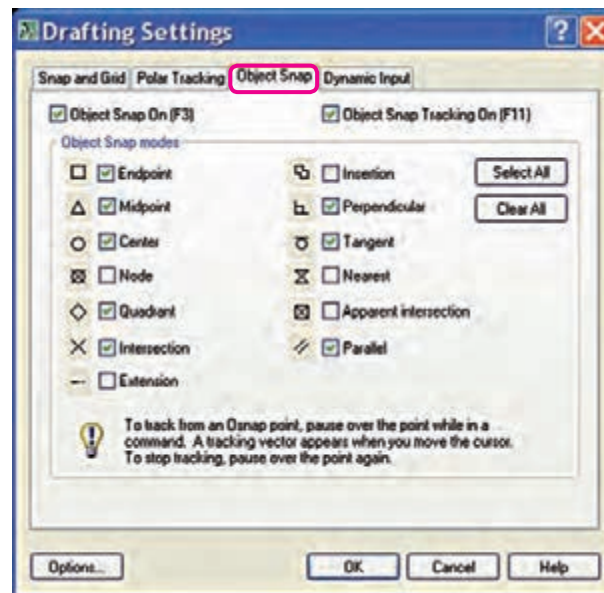 Drafting Settings
Snap and Grid Polar Tracking Object Snap Dynamic Input
Object Snap On (F3) Object Snap Tracking On (F11)
Object Snap modes
Endpoint Insertion Select All
Midpoint Perpendicular Clear All
Center Tangent
Node Nearest
Quadrant Apparent intersection
Intersection Parallel
Extension
To track from an Osnap point, pause over the point while in a
command. A tracking vector appears when you move the cursor.
To stop tracking, pause over the point again.
Options... OK Cancel Help